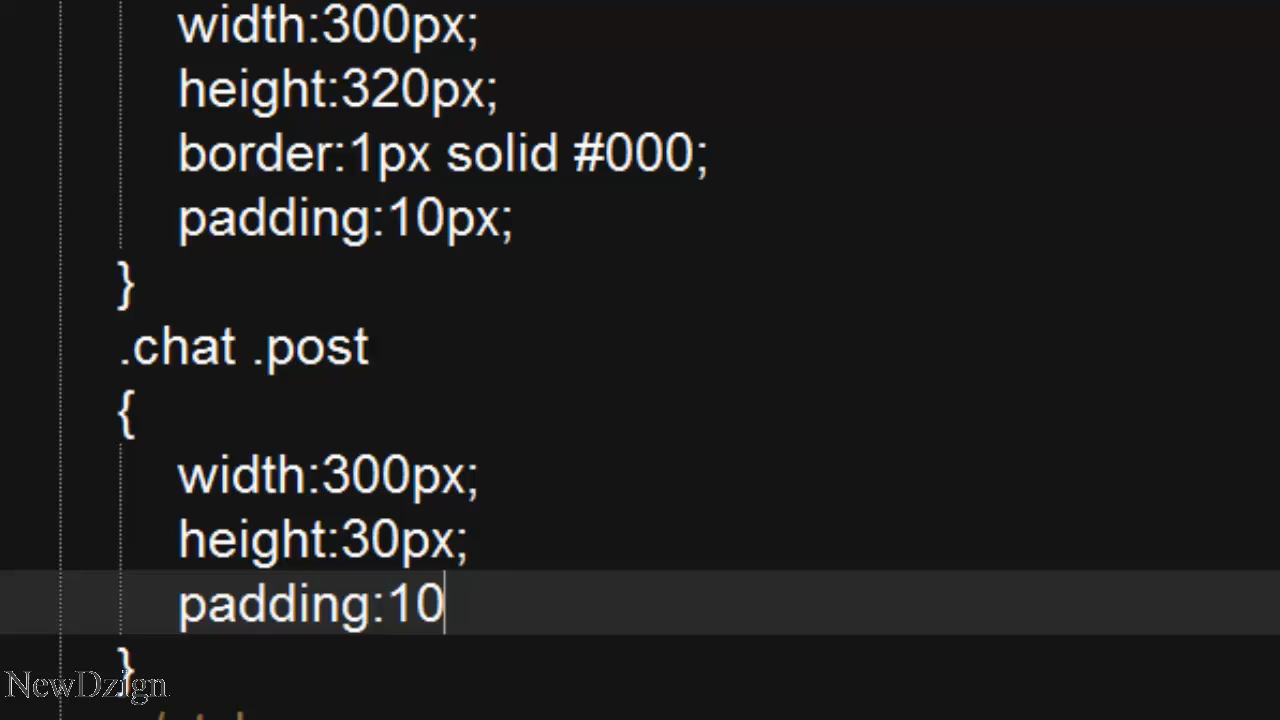 width:300px;
height:320px;
border:1px solid #000;
padding:10px;
}
.chat .post
{
width:300px;
height:30px;
padding:10
}
NewDzign